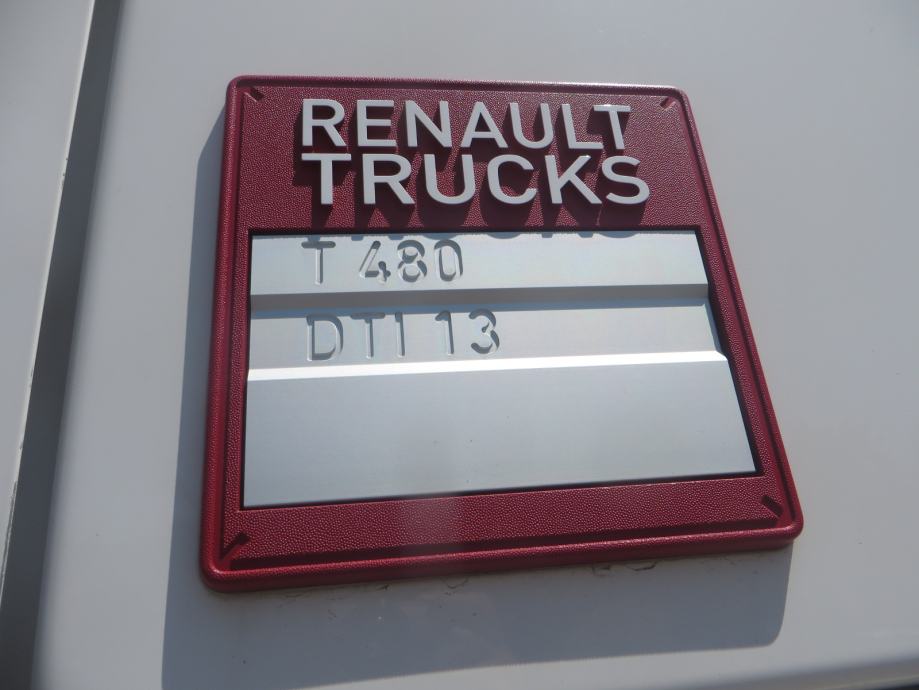 RENAULT
TRUCKS
T 480
DTI 13